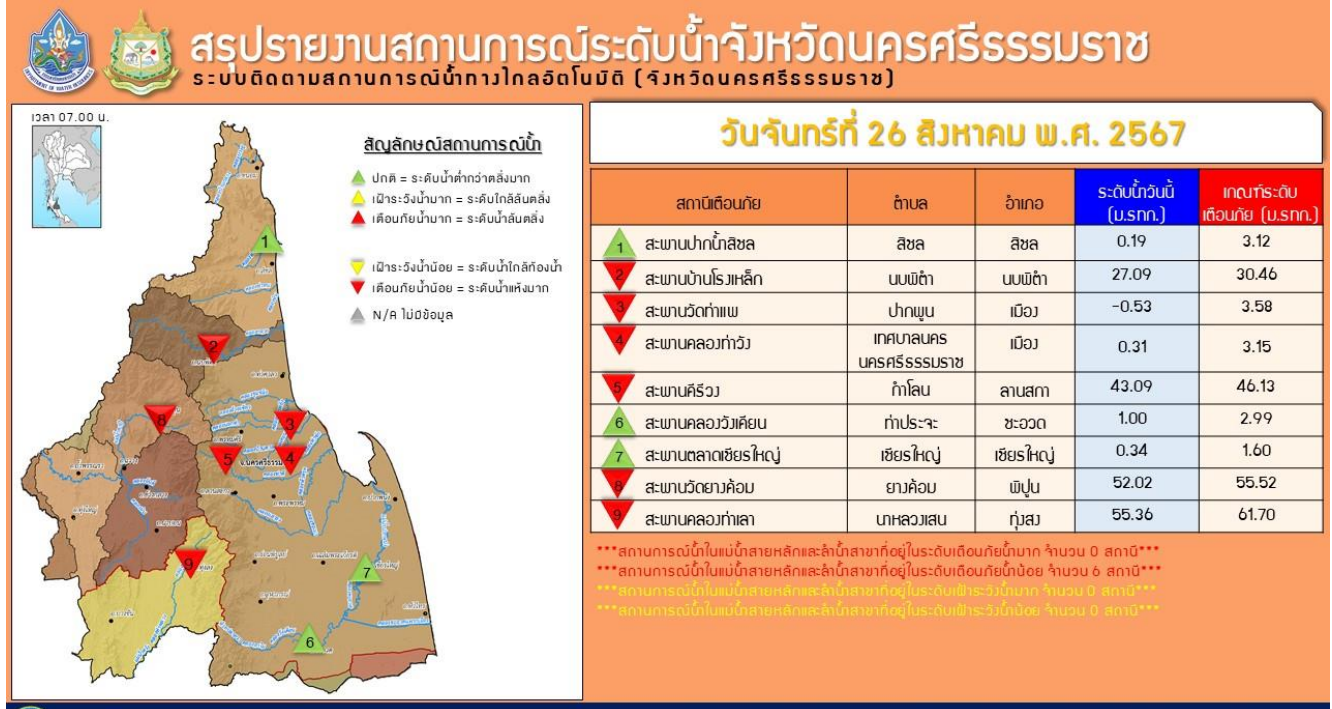 สรุปรายงานสถานการณ์ระดับน้ำจังหวัดนครศรีธรรมราช
ระบบติดตามสถานการณ์น้ำทางไกลอัตโนมัติ (จังหวัดนครศรีธรรมราช)
เวลา 07.00 น.
สัญลักษณ์สถานการณ์น้ำ
ปกติ = ระดับน้ำต่ำกว่าตลิ่งมาก
เฝ้าระวังน้ำมาก = ระดับใกล้ล้นตลิ่ง
เตือนภัยน้ำมาก = ระดับน้ำล้นตลิ่ง
เฝ้าระวังน้ำน้อย = ระดับน้ำใกล้ท้องน้ำ
เตือนภัยน้ำน้อย = ระดับน้ำแห้งมาก
N/A ไม่มีข้อมูล
1
2
8
3
5
4
9
7
6
วันจันทร์ที่ 26 สิงหาคม พ.ศ. 2567
สถานีเตือนภัย ตำบล อำเภอ ระดับน้ำวันนี้ (ม.รทก.) เกณฑ์ระดับเตือนภัย (ม.รทก.)
1 สะพานปากน้ำสิชล สิชล สิชล 0.19 3.12
2 สะพานบ้านโรงเหล็ก นบพิตำ นบพิตำ 27.09 30.46
3 สะพานวัดท่าแพ ปากพูน เมือง -0.53 3.58
4 สะพานคลองท่าวัง เทศบาลนครนครศรีธรรมราช เมือง 0.31 3.15
5 สะพานคีรีวง กำโลน ลานสกา 43.09 46.13
6 สะพานคลองวังเคียน ท่าประจะ ชะอวด 1.00 2.99
7 สะพานตลาดเชียรใหญ่ เชียรใหญ่ เชียรใหญ่ 0.34 1.60
8 สะพานวัดยางค้อม ยางค้อม พิปูน 52.02 55.52
9 สะพานคลองท่าเลา นาหลวงเสน ทุ่งสง 55.36 61.70
***สถานการณ์น้ำในแม่น้ำสายหลักและลำน้ำสาขาที่อยู่ในระดับเตือนภัยน้ำมาก จำนวน 0 สถานี***
***สถานการณ์น้ำในแม่น้ำสายหลักและลำน้ำสาขาที่อยู่ในระดับเตือนภัยน้ำน้อย จำนวน 6 สถานี***
***สถานการณ์น้ำในแม่น้ำสายหลักและลำน้ำสาขาที่อยู่ในระดับเฝ้าระวังน้ำมาก จำนวน 0 สถานี***
***สถานการณ์น้ำในแม่น้ำสายหลักและลำน้ำสาขาที่อยู่ในระดับเฝ้าระวังน้ำน้อย จำนวน 0 สถานี***